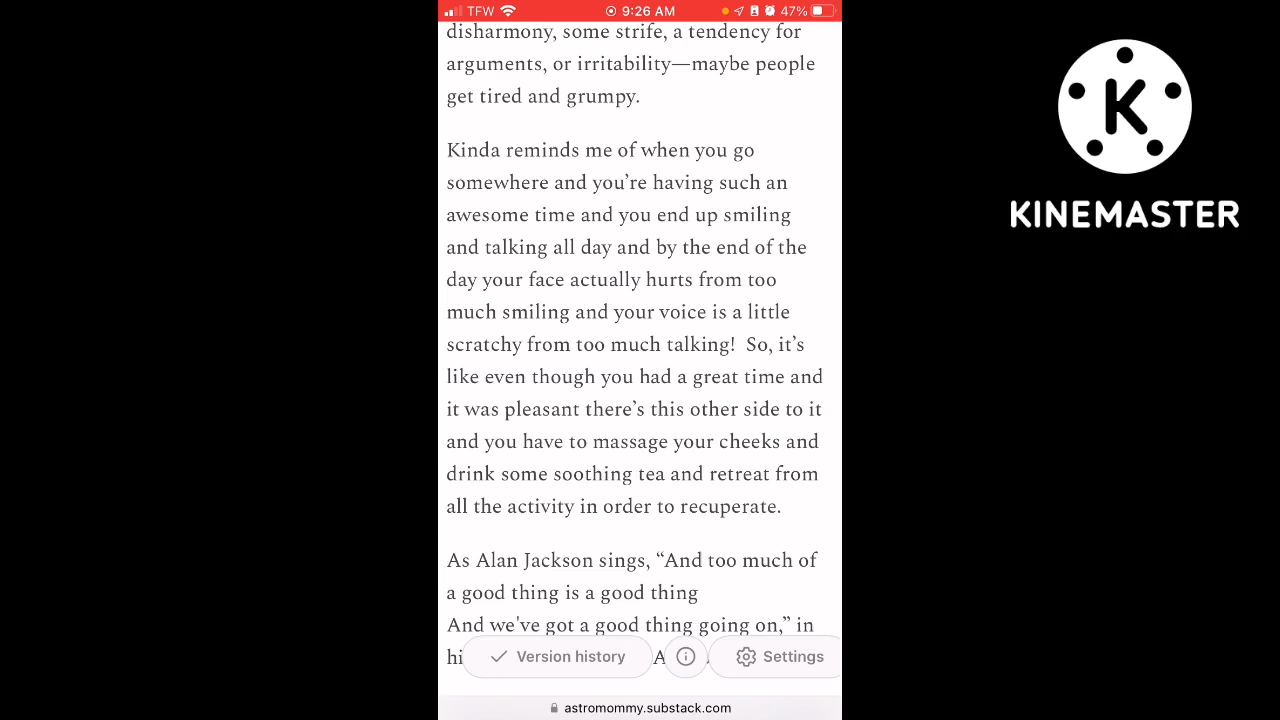 TFW 9:26 AM 47%
disharmony, some strife, a tendency for
arguments, or irritability—maybe people
get tired and grumpy.
Kinda reminds me of when you go
somewhere and you’re having such an
awesome time and you end up smiling
and talking all day and by the end of the
day your face actually hurts from too
much smiling and your voice is a little
scratchy from too much talking!  So, it’s
like even though you had a great time and
it was pleasant there’s this other side to it
and you have to massage your cheeks and
drink some soothing tea and retreat from
all the activity in order to recuperate.
As Alan Jackson sings, “And too much of
a good thing is a good thing
And we've got a good thing going on,” in
Version history
Settings
astromommy.substack.com
K
KINEMASTER